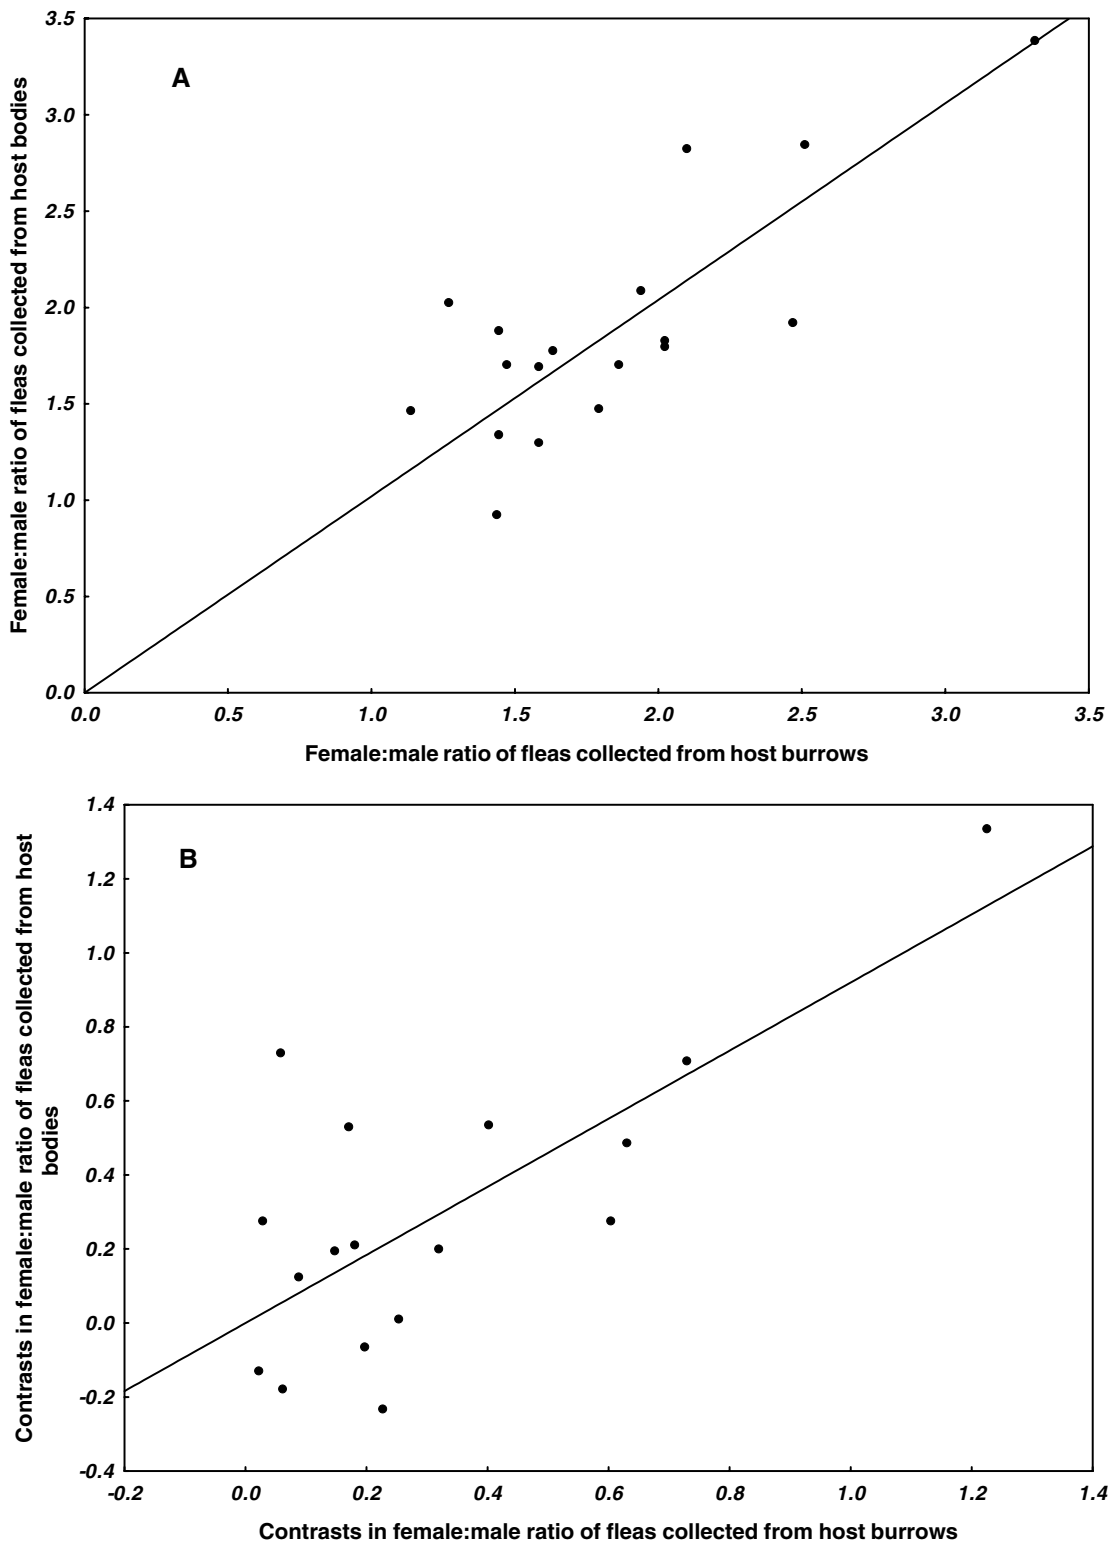 A
Female:male ratio of fleas collected from host bodies
3.5
3.0
2.5
2.0
1.5
1.0
0.5
0.0
0.0 0.5 1.0 1.5 2.0 2.5 3.0 3.5
Female:male ratio of fleas collected from host burrows
B
Contrasts in female:male ratio of fleas collected from host
bodies
1.4
1.2
1.0
0.8
0.6
0.4
0.2
0.0
-0.2
-0.4
-0.2 0.0 0.2 0.4 0.6 0.8 1.0 1.2 1.4
Contrasts in female:male ratio of fleas collected from host burrows